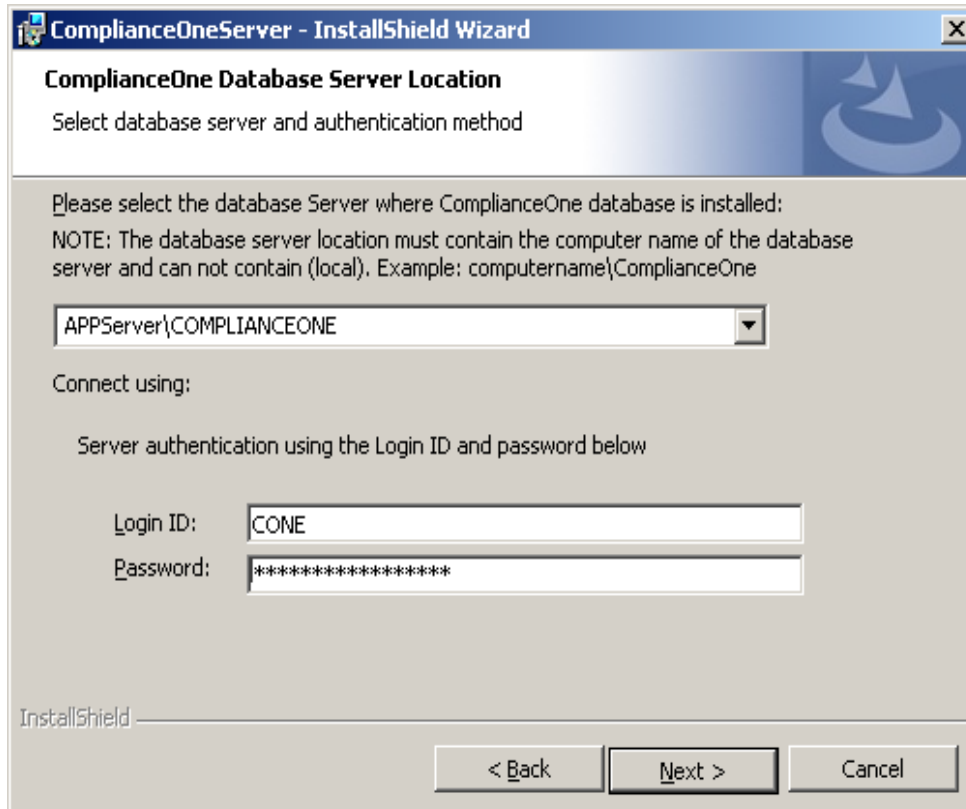 ComplianceOneServer - InstallShield Wizard
ComplianceOne Database Server Location
Select database server and authentication method
Please select the database Server where ComplianceOne database is installed:
NOTE: The database server location must contain the computer name of the database
server and can not contain (local). Example: computername\ComplianceOne
APPServer\COMPLIANCEONE
Connect using:
Server authentication using the Login ID and password below
Login ID:
CONE
Password:
*****************
InstallShield
< Back
Next >
Cancel